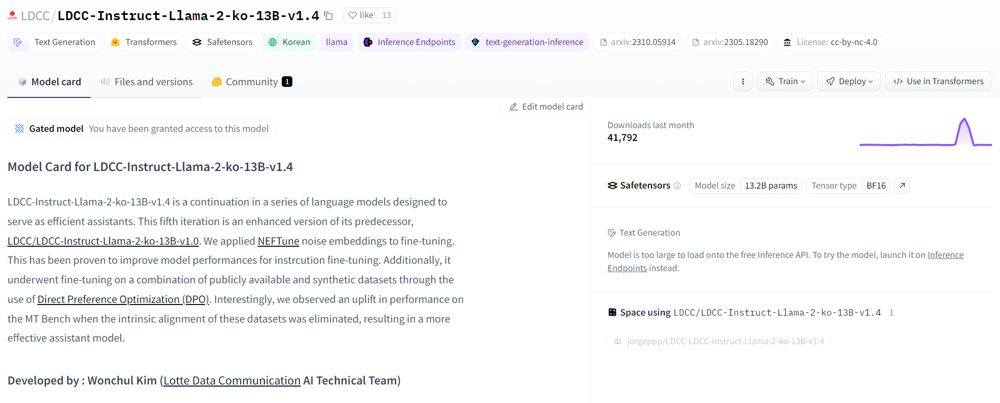 LDCC/LDCC-Instruct-Llama-2-ko-13B-v1.4 like 13
Text Generation Transformers Safetensors Korean llama Inference Endpoints text-generation-inference arxiv:2310.05914 arxiv:2305.18290 License: cc-by-nc-4.0
Model card Files and versions Community 1 Train Deploy </> Use in Transformers
Edit model card
Gated model You have been granted access to this model
Model Card for LDCC-Instruct-Llama-2-ko-13B-v1.4
LDCC-Instruct-Llama-2-ko-13B-v1.4 is a continuation in a series of language models designed to
serve as efficient assistants. This fifth iteration is an enhanced version of its predecessor,
LDCC/LDCC-Instruct-Llama-2-ko-13B-v1.0. We applied NEFTune noise embeddings to fine-tuning.
This has been proven to improve model performances for instrcution fine-tuning. Additionally, it
underwent fine-tuning on a combination of publicly available and synthetic datasets through the
use of Direct Preference Optimization (DPO). Interestingly, we observed an uplift in performance on
the MT Bench when the intrinsic alignment of these datasets was eliminated, resulting in a more
effective assistant model.
Developed by : Wonchul Kim (Lotte Data Communication AI Technical Team)
Downloads last month
41,792
Safetensors Model size 13.2B params Tensor type BF16
Text Generation
Model is too large to load onto the free Inference API. To try the model, launch it on Inference
Endpoints instead.
Space using LDCC/LDCC-Instruct-Llama-2-ko-13B-v1.4 1
jorgeppp/LDCC-LDCC-Instruct-Llama-2-ko-13B-v1.4